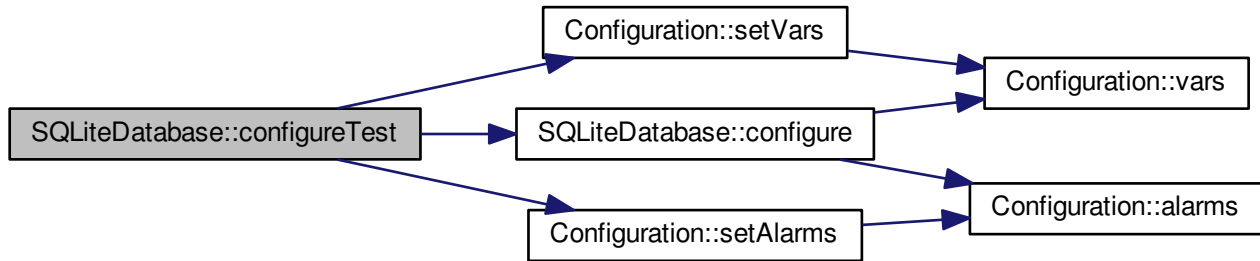 Configuration::setVars
Configuration::vars
SQLiteDatabase::configureTest
SQLiteDatabase::configure
Configuration::alarms
Configuration::setAlarms